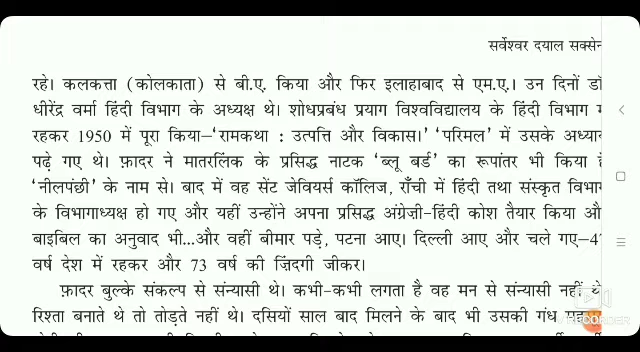 सर्वेश्वर दयाल सक्सेन
रहे। कलकत्ता (कोलकाता) से बी.ए. किया और फिर इलाहाबाद से एम.ए.। उन दिनों डॉ
धीरेंद्र वर्मा हिंदी विभाग के अध्यक्ष थे। शोधप्रबंध प्रयाग विश्वविद्यालय के हिंदी विभाग
रहकर 1950 में पूरा किया—‘रामकथा : उत्पत्ति और विकास।’ ‘परिमल’ में उसके अध्या
पढ़े गए थे। फ़ादर ने मातरलिंक के प्रसिद्ध नाटक ‘ब्लू बर्ड’ का रूपांतर भी किया
‘नीलपंछी’ के नाम से। बाद में वह सेंट जेवियर्स कॉलिज, राँची में हिंदी तथा संस्कृत विभाग
के विभागाध्यक्ष हो गए और यहीं उन्होंने अपना प्रसिद्ध अंग्रेज़ी-हिंदी कोश तैयार किया औ
बाइबिल का अनुवाद भी...और वहीं बीमार पड़े, पटना आए। दिल्ली आए और चले गए—4
वर्ष देश में रहकर और 73 वर्ष की ज़िंदगी जीकर।
फ़ादर बुल्के संकल्प से संन्यासी थे। कभी-कभी लगता है वह मन से संन्यासी नहीं थे
रिश्ता बनाते थे तो तोड़ते नहीं थे। दसियों साल बाद मिलने के बाद भी उसकी गंध
RECORDER